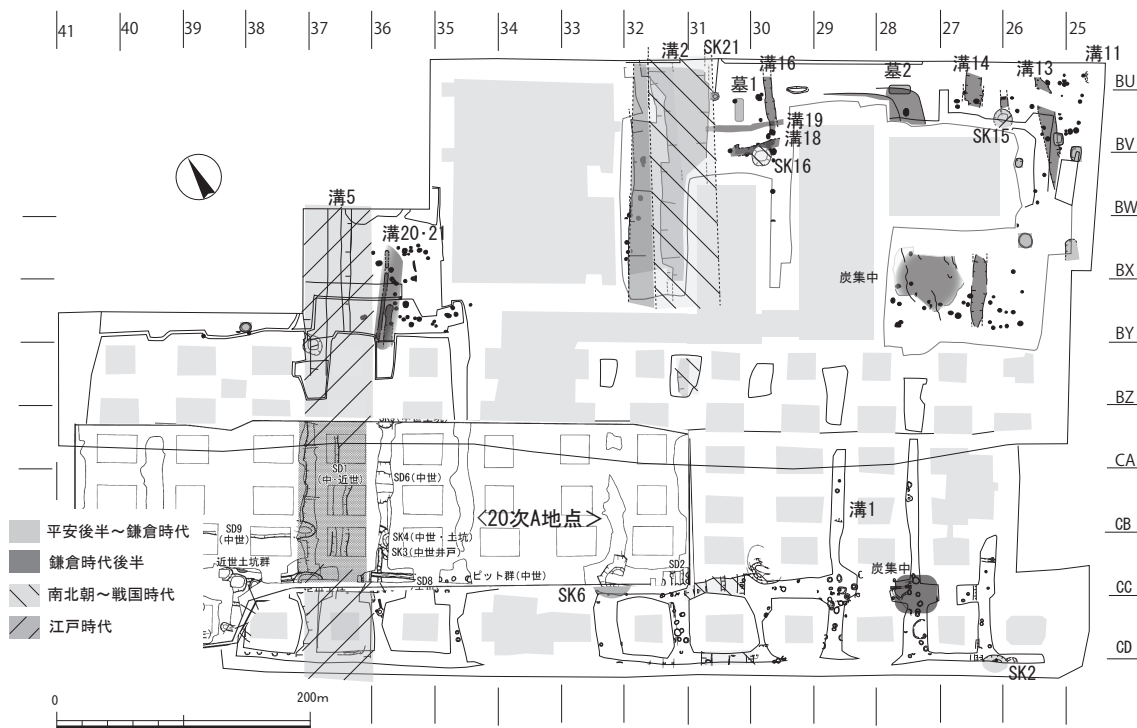 41 40 39 38 37 36 35 34 33 32 31 30 29 28 27 26 25
溝2 SK21
溝16
墓1
墓2
溝14
溝13
溝11
BU
溝19
溝18
SK16
SK15
BV
溝5
BW
溝20・21
炭集中
BX
BY
BZ
CA
SD1
(中・近世)
SD6(中世)
<20次A地点>
溝1
CB
平安後半～鎌倉時代
SD9
(中世)
SK4(中世・土坑)
SK3(中世井戸)
鎌倉時代後半
近世土坑群
SD8
ピット群(中世)
SD2
炭集中
南北朝～戦国時代
SK6
CC
江戸時代
CD
SK2
0 200m